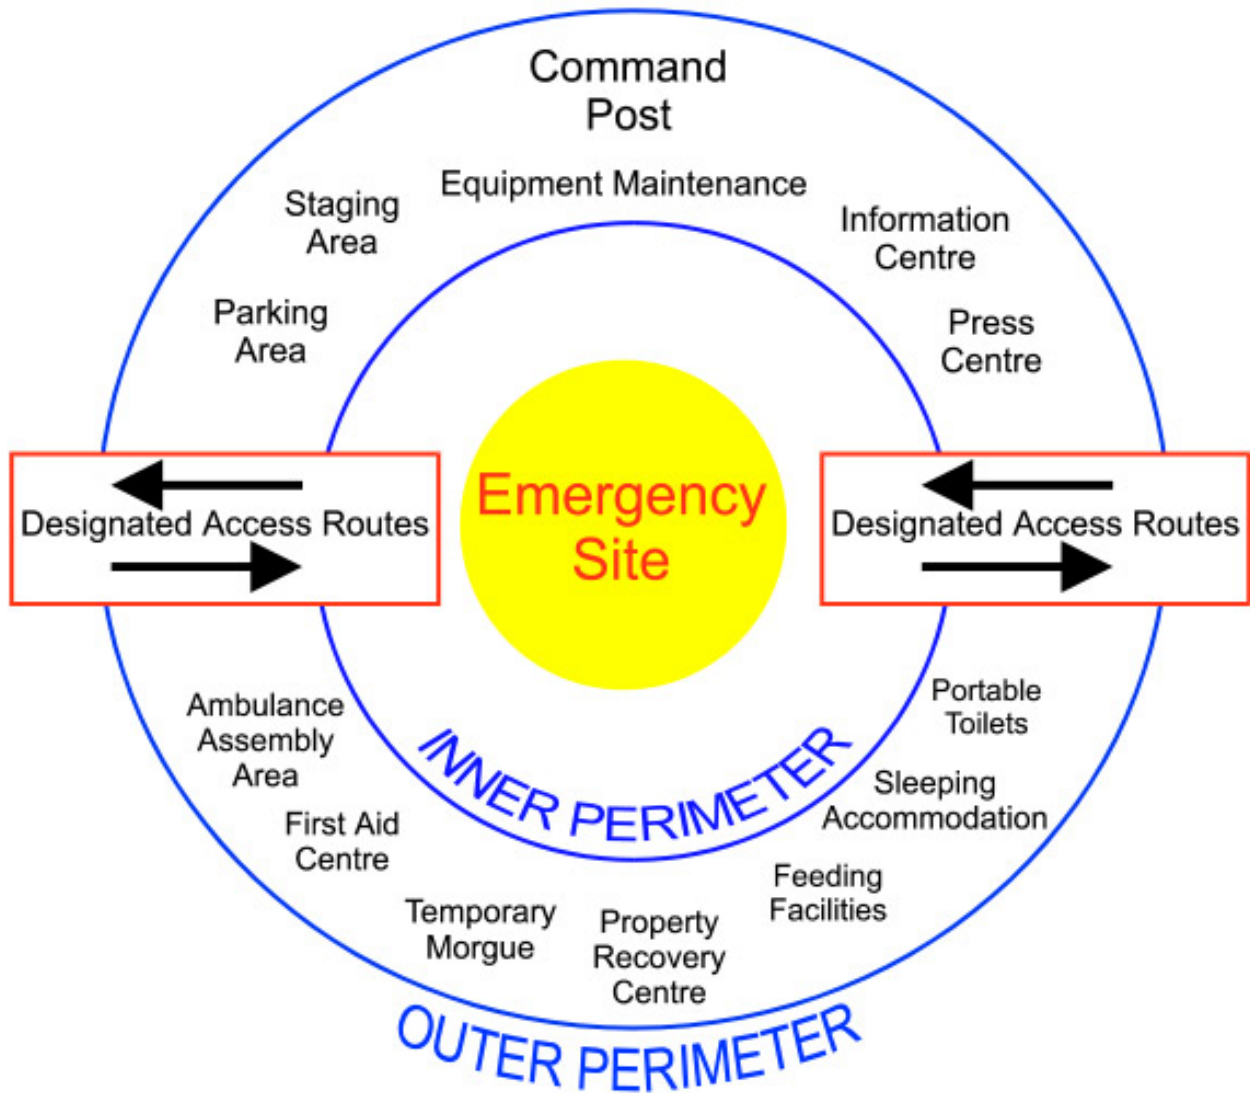 Command
Post
Equipment Maintenance
Staging
Area
Information
Centre
Parking
Area
Press
Centre
Designated Access Routes
Emergency
Site
Designated Access Routes
Ambulance
Assembly
Area
Portable
Toilets
INNER PERIMETER
Sleeping
Accommodation
First Aid
Centre
Feeding
Facilities
Temporary
Morgue
Property
Recovery
Centre
OUTER PERIMETER